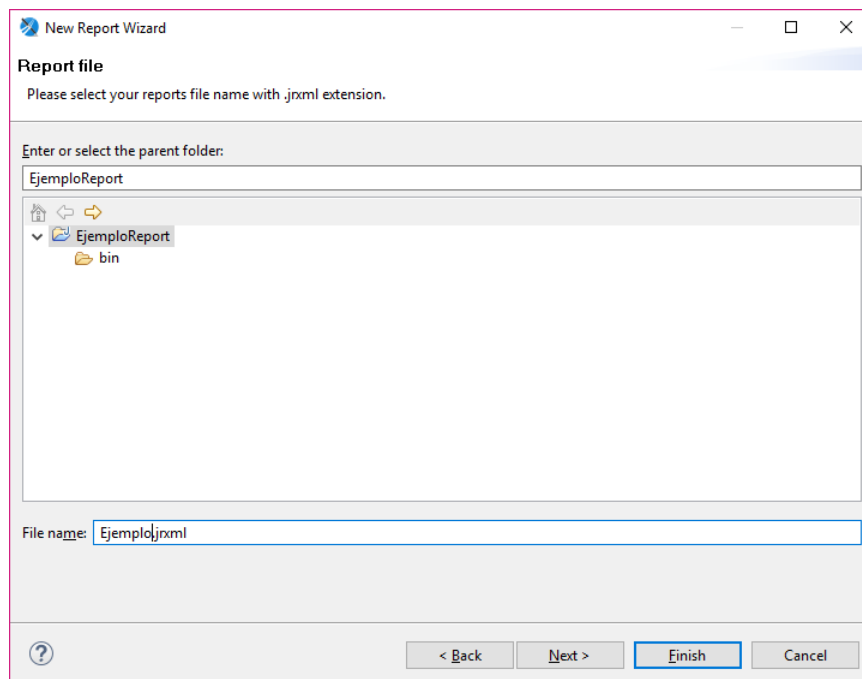 New Report Wizard
Report file
Please select your reports file name with .jrxml extension.
Enter or select the parent folder:
EjemploReport
EjemploReport
bin
File name: Ejemplo.jrxml
? < Back Next > Finish Cancel